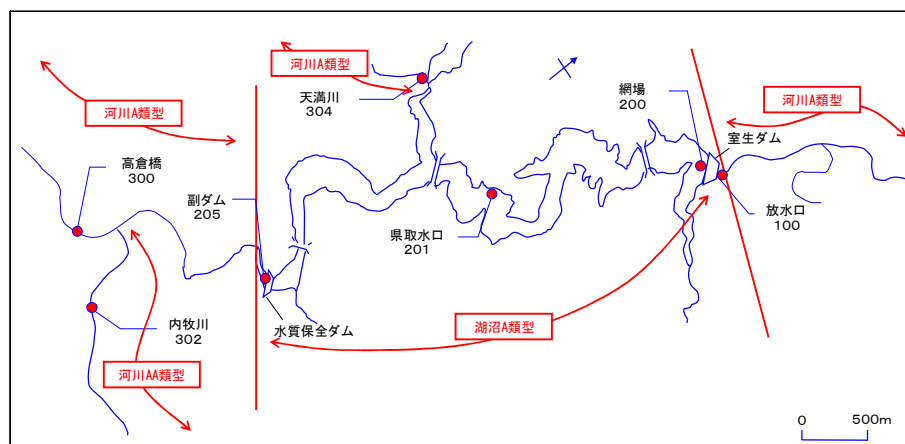 河川A類型
天満川
304
網場
200
河川A類型
河川A類型
室生ダム
高倉橋
300
副ダム
205
県取水口
201
放水口
100
内牧川
302
水質保全ダム
湖沼A類型
河川AA類型
0 500m